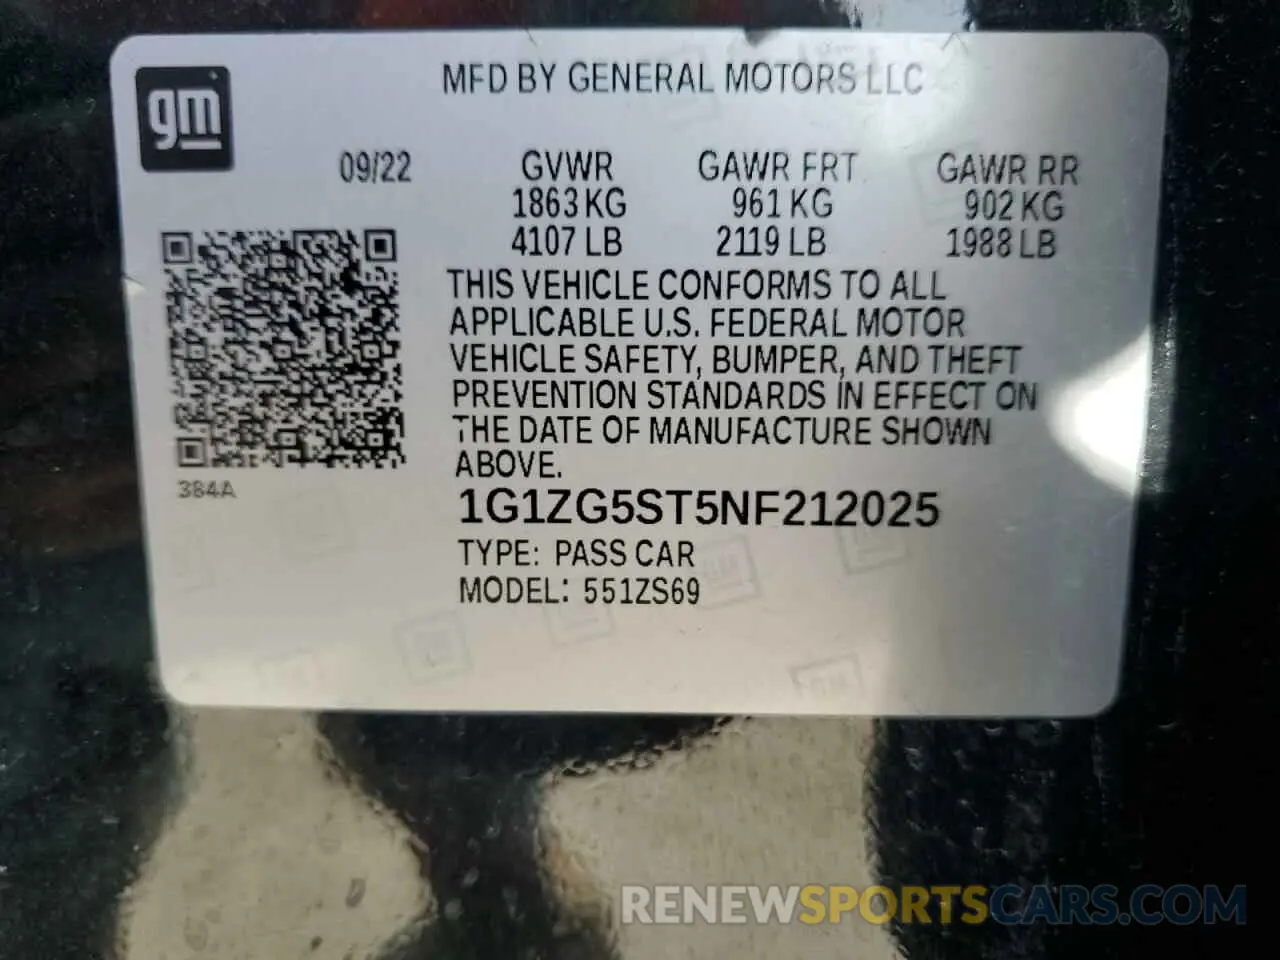 MFD BY GENERAL MOTORS LLC
gm
09/22 GVWR GAWR FRT GAWR RR
1863 KG 961 KG 902 KG
4107 LB 2119 LB 1988 LB
THIS VEHICLE CONFORMS TO ALL
APPLICABLE U.S. FEDERAL MOTOR
VEHICLE SAFETY, BUMPER, AND THEFT
PREVENTION STANDARDS IN EFFECT ON
THE DATE OF MANUFACTURE SHOWN
ABOVE.
384A
1G1ZG5ST5NF212025
TYPE: PASS CAR
MODEL: 551ZS69
RENEWSPORTSCARS.COM